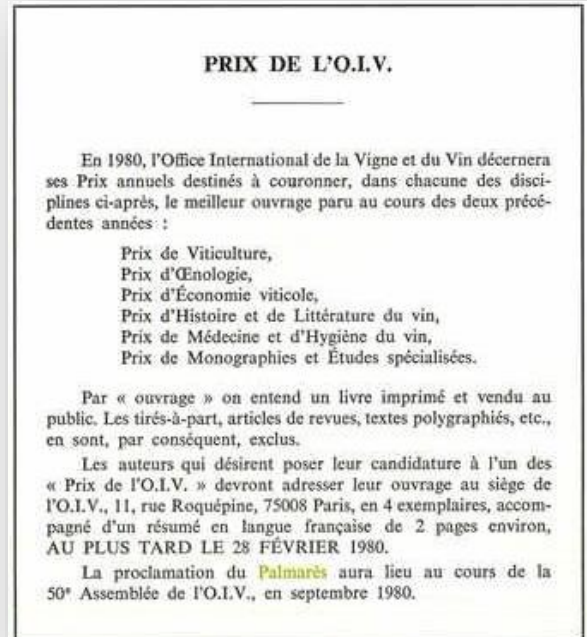 PRIX DE L'O.I.V.
En 1980, l'Office International de la Vigne et du Vin décernera
ses Prix annuels destinés à couronner, dans chacune des disci-
plines ci-après, le meilleur ouvrage paru au cours des deux précé-
dentes années :
Prix de Viticulture,
Prix d'Œnologie,
Prix d'Économie viticole,
Prix d'Histoire et de Littérature du vin,
Prix de Médecine et d'Hygiène du vin,
Prix de Monographies et Études spécialisées.
Par « ouvrage » on entend un livre imprimé et vendu au
public. Les tirés-à-part, articles de revues, textes polygraphiés, etc.,
en sont, par conséquent, exclus.
Les auteurs qui désirent poser leur candidature à l'un des
« Prix de l'O.I.V. » devront adresser leur ouvrage au siège de
l'O.I.V., 11, rue Roquépine, 75008 Paris, en 4 exemplaires, accom-
pagné d'un résumé en langue française de 2 pages environ,
AU PLUS TARD LE 28 FÉVRIER 1980.
La proclamation du Palmarès aura lieu au cours de la
50e Assemblée de l'O.I.V., en septembre 1980.